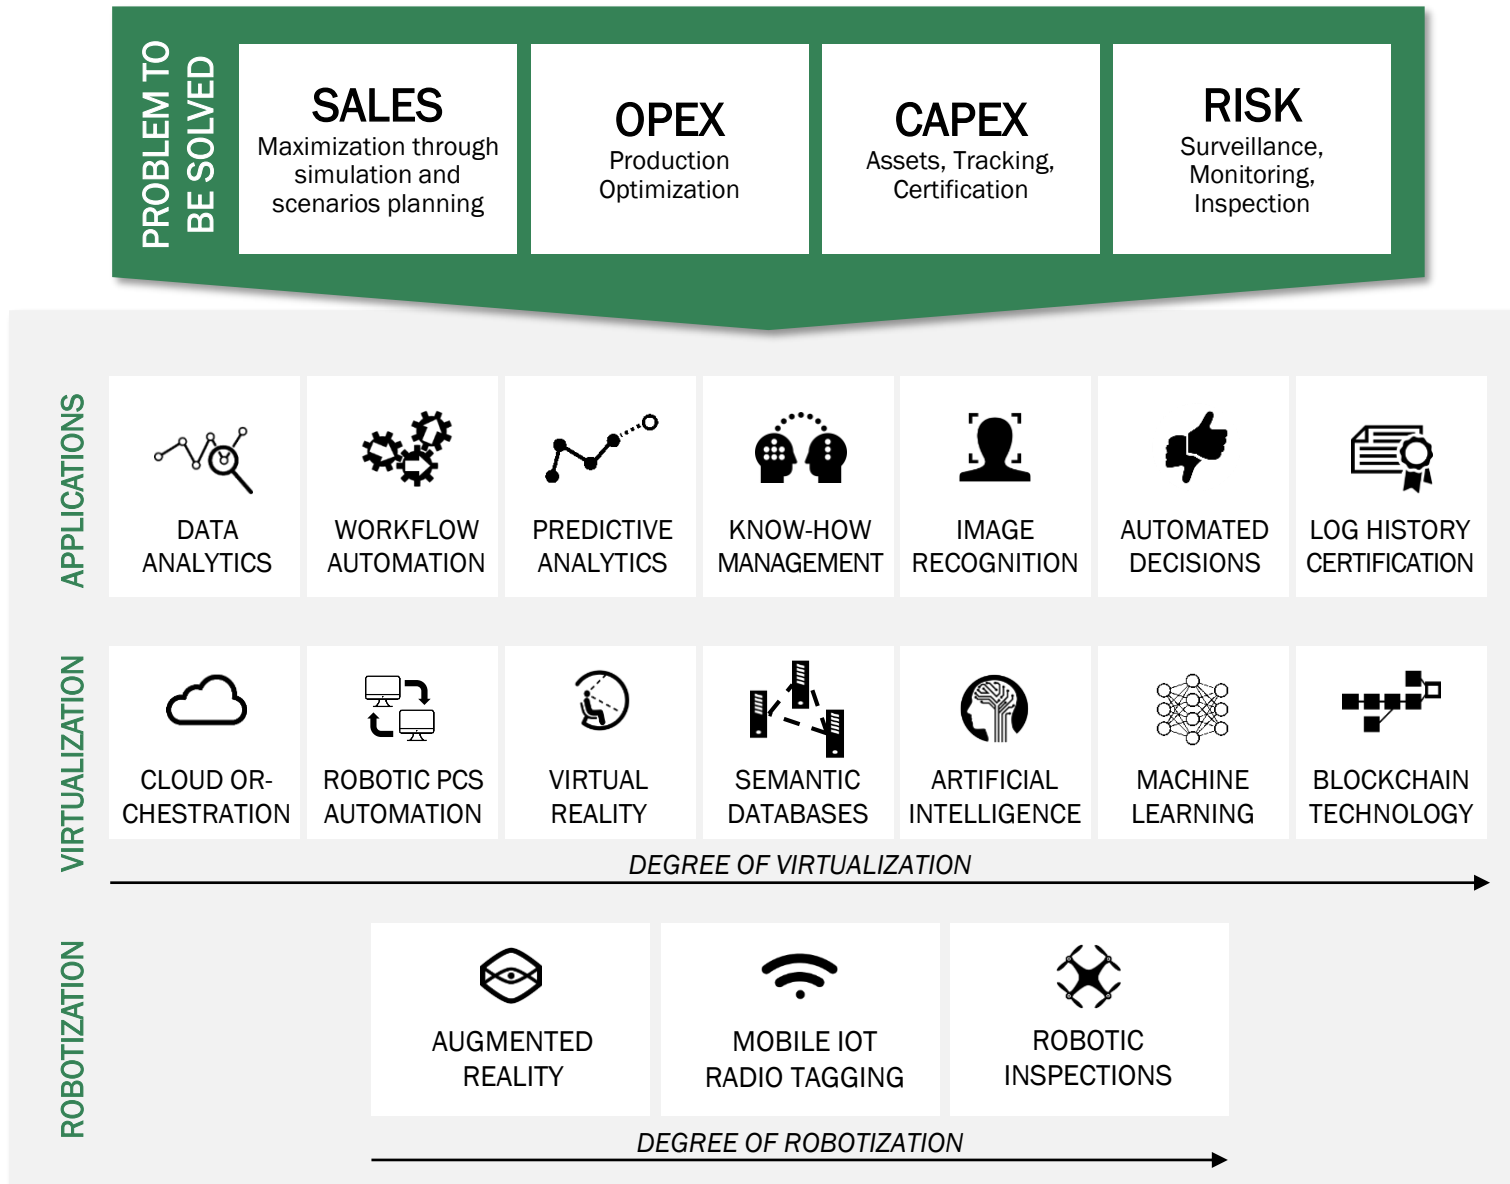 PROBLEM TO
BE SOLVED
SALES
Maximization through
simulation and
scenarios planning
OPEX
Production
Optimization
CAPEX
Assets, Tracking,
Certification
RISK
Surveillance,
Monitoring,
Inspection
APPLICATIONS
DATA
ANALYTICS
WORKFLOW
AUTOMATION
PREDICTIVE
ANALYTICS
KNOW-HOW
MANAGEMENT
IMAGE
RECOGNITION
AUTOMATED
DECISIONS
LOG HISTORY
CERTIFICATION
VIRTUALIZATION
CLOUD OR-
CHESTRATION
ROBOTIC PCS
AUTOMATION
VIRTUAL
REALITY
SEMANTIC
DATABASES
ARTIFICIAL
INTELLIGENCE
MACHINE
LEARNING
BLOCKCHAIN
TECHNOLOGY
DEGREE OF VIRTUALIZATION
ROBOTIZATION
AUGMENTED
REALITY
MOBILE IOT
RADIO TAGGING
ROBOTIC
INSPECTIONS
DEGREE OF ROBOTIZATION